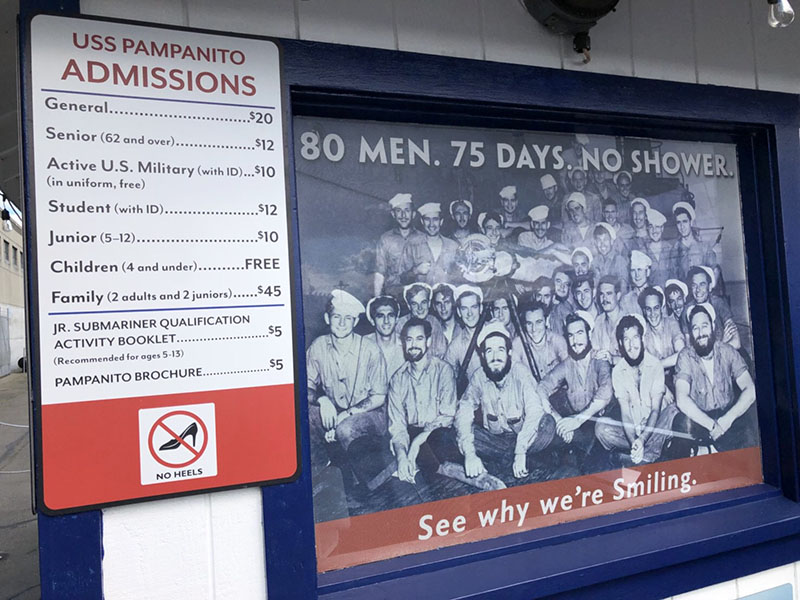 USS PAMPANITO
ADMISSIONS
General....................$20
Senior (62 and over)..............$12
Active U.S. Military (with ID)...$10
(in uniform, free)
Student (with ID)..................$12
Junior (5–12)......................$10
Children (4 and under)..........FREE
Family (2 adults and 2 juniors)......$45
JR. SUBMARINER QUALIFICATION
ACTIVITY BOOKLET....................$5
(Recommended for ages 5-13)
PAMPANITO BROCHURE..............$5
NO HEELS
80 MEN. 75 DAYS. NO SHOWER.
See why we're Smiling.